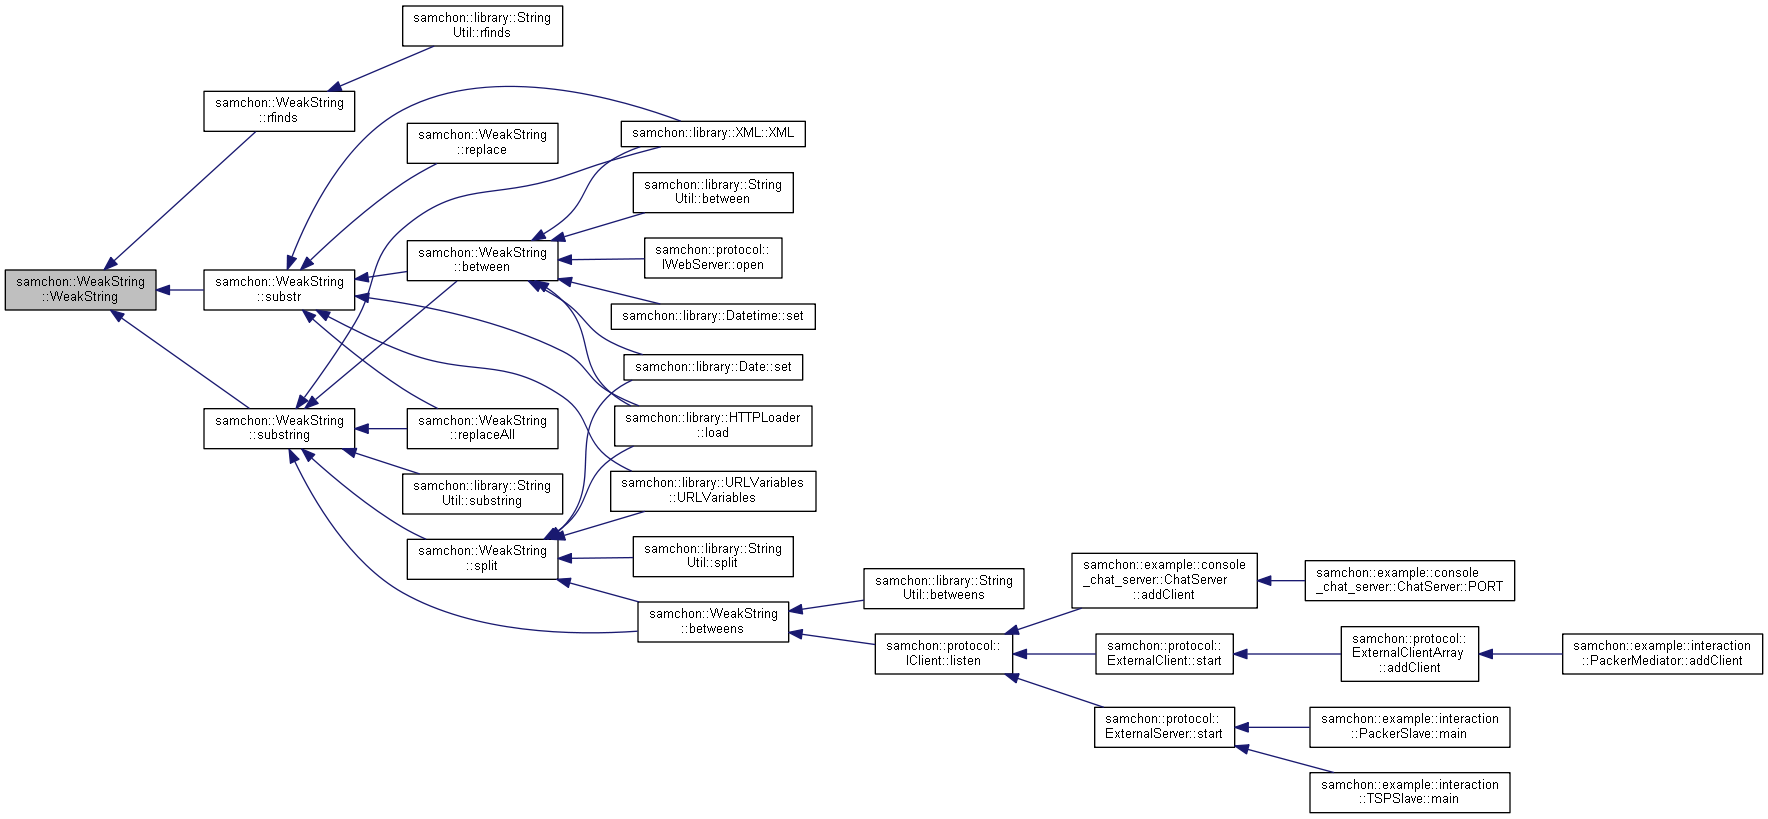 samchon::library::String
Util::rfinds
samchon::WeakString
::rfinds
samchon::WeakString
::replace
samchon::library::XML::XML
samchon::library::String
Util::between
samchon::WeakString
::between
samchon::protocol::
IWebServer::open
samchon::WeakString
::WeakString
samchon::WeakString
::substr
samchon::library::Datetime::set
samchon::library::Date::set
samchon::WeakString
::substring
samchon::WeakString
::replaceAll
samchon::library::HTTPLoader
::load
samchon::library::String
Util::substring
samchon::library::URLVariables
::URLVariables
samchon::WeakString
::split
samchon::library::String
Util::split
samchon::library::String
Util::betweens
samchon::example::console
_chat_server::ChatServer
::addClient
samchon::example::console
_chat_server::ChatServer::PORT
samchon::WeakString
::betweens
samchon::protocol::
IClient::listen
samchon::protocol::
ExternalClient::start
samchon::protocol::
ExternalClientArray
::addClient
samchon::example::interaction
::PackerMediator::addClient
samchon::protocol::
ExternalServer::start
samchon::example::interaction
::PackerSlave::main
samchon::example::interaction
::TSPSlave::main